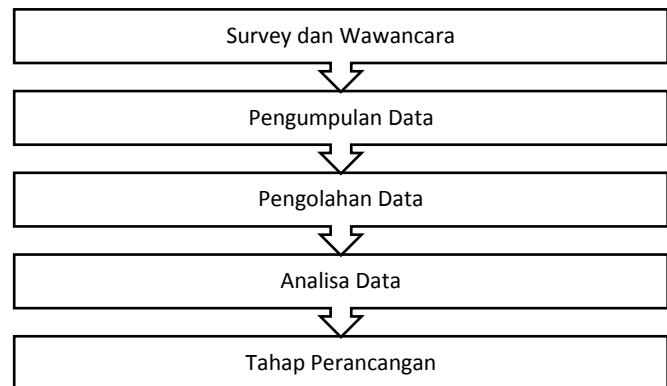 Survey dan Wawancara
Pengumpulan Data
Pengolahan Data
Analisa Data
Tahap Perancangan